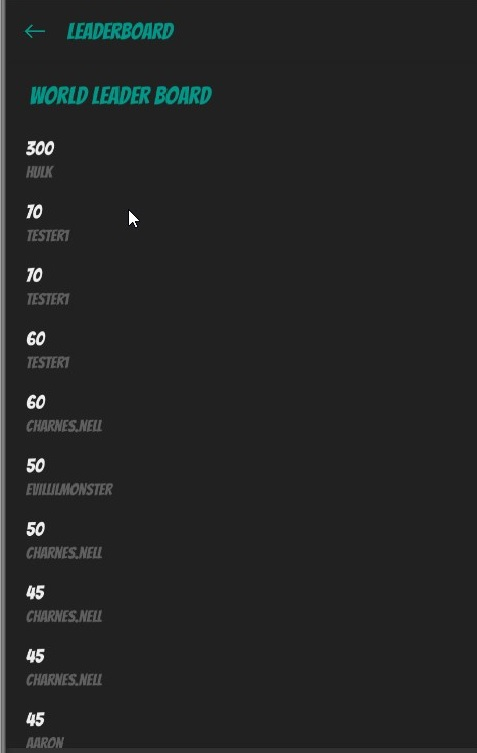 LEADERBOARD
WORLD LEADER BOARD
300
HULK
70
TESTER1
70
TESTER1
60
TESTER1
60
CHARNES.NELL
50
EVILLILMONSTER
50
CHARNES.NELL
45
CHARNES.NELL
45
CHARNES.NELL
45
AARON